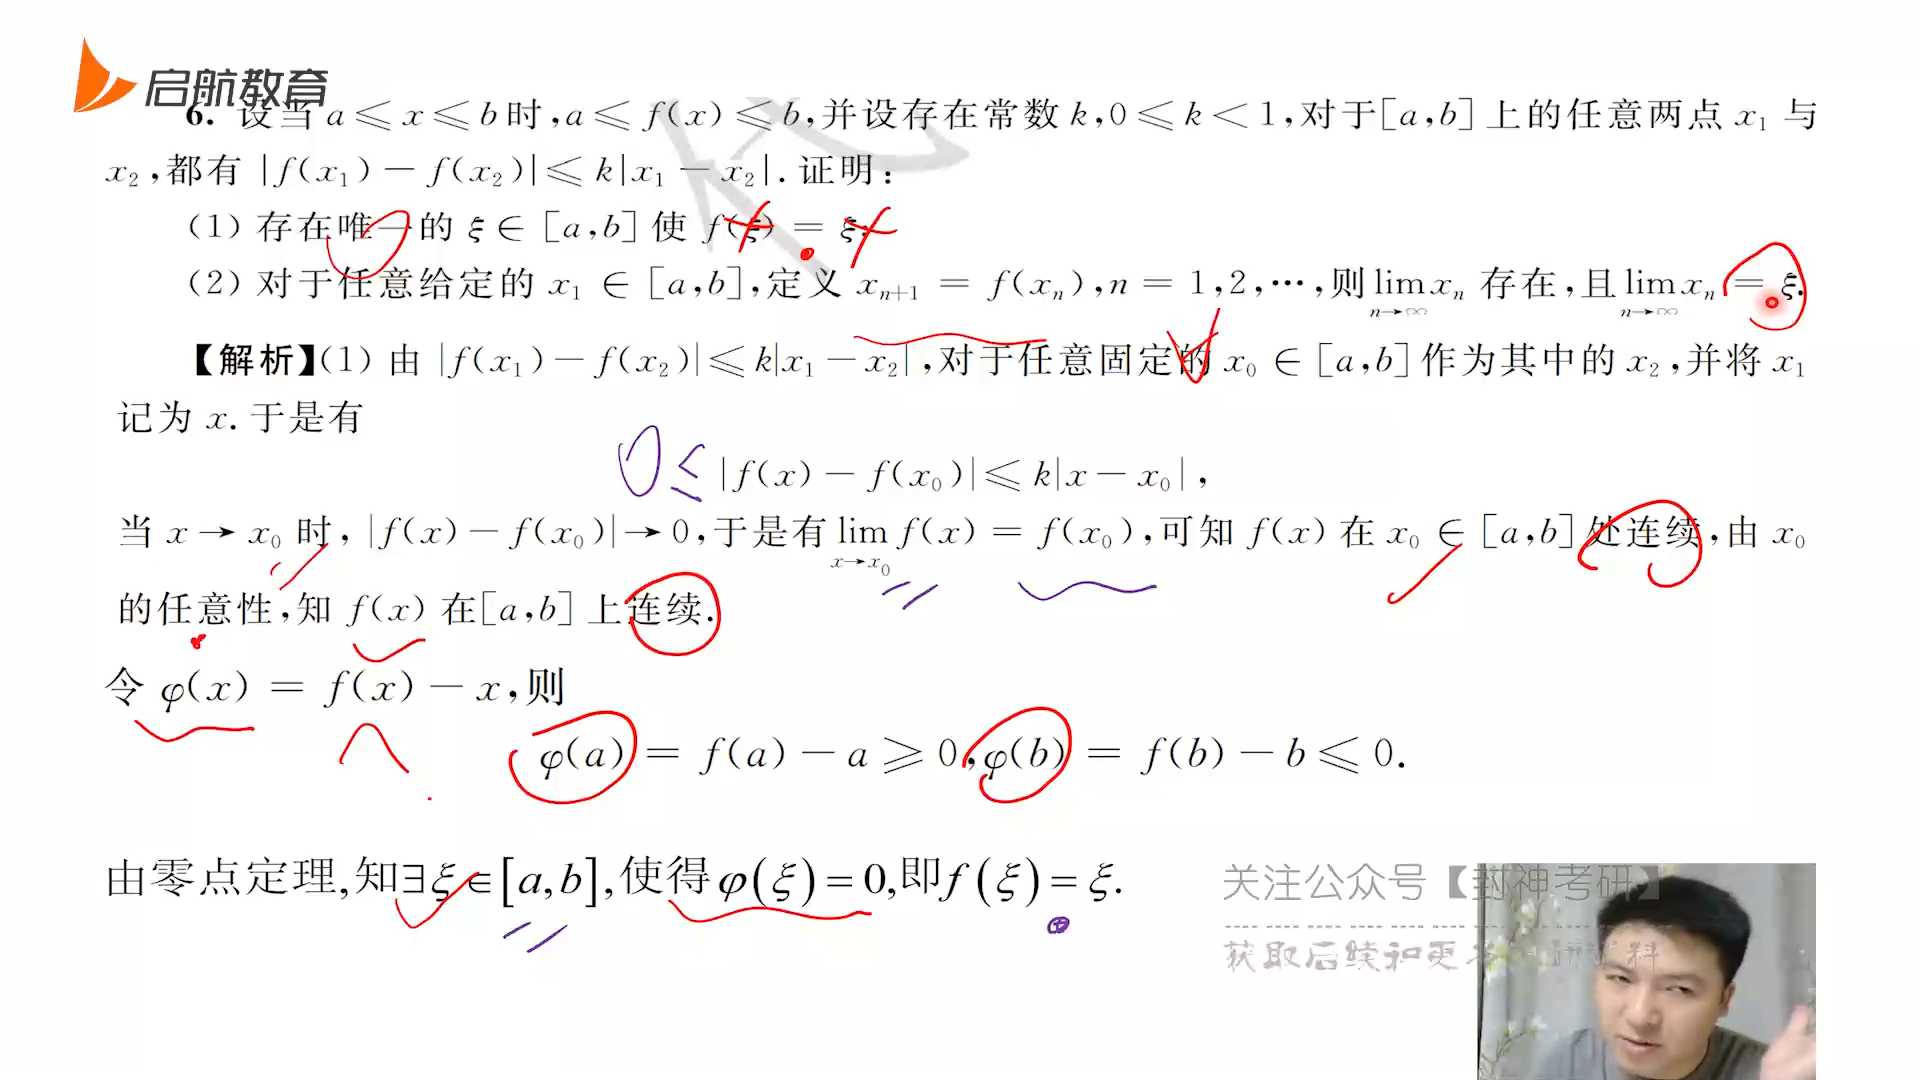 启航教育
6. 设当 a ⩽ x ⩽ b 时,a ⩽ f(x) ⩽ b,并设存在常数 k,0 ⩽ k < 1,对于[a,b]上的任意两点 x₁ 与
x₂,都有 |f(x₁) − f(x₂)| ⩽ k|x₁ − x₂|. 证明:
(1) 存在唯一的 ξ ∈ [a,b] 使 f(ξ) = ξ;
(2) 对于任意给定的 x₁ ∈ [a,b],定义 xₙ₊₁ = f(xₙ),n = 1,2,⋯,则 lim xₙ 存在,且 lim xₙ = ξ.
n→∞ n→∞
【解析】(1) 由 |f(x₁) − f(x₂)| ⩽ k|x₁ − x₂|,对于任意固定的 x₀ ∈ [a,b] 作为其中的 x₂,并将 x₁
记为 x. 于是有
0 ≤ |f(x) − f(x₀)| ⩽ k|x − x₀|,
当 x → x₀ 时, |f(x) − f(x₀)| → 0,于是有 lim f(x) = f(x₀),可知 f(x) 在 x₀ ∈ [a,b] 处连续,由 x₀
x→x₀
的任意性,知 f(x) 在[a,b] 上连续.
令 φ(x) = f(x) − x,则
φ(a) = f(a) − a ⩾ 0,φ(b) = f(b) − b ⩽ 0.
由零点定理,知∃ξ∈[a,b],使得φ(ξ)=0,即f(ξ)=ξ.
关注公众号【封神考研】
获取后续和更